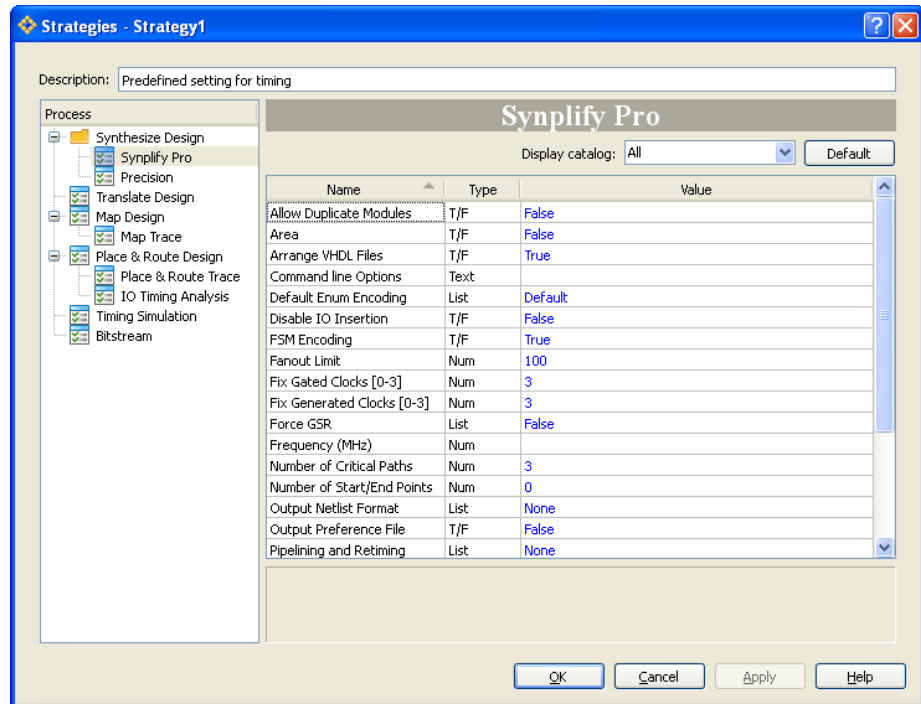 Strategies - Strategy1
Description: Predefined setting for timing
Process
Synthesize Design
Synplify Pro
Precision
Translate Design
Map Design
Map Trace
Place & Route Design
Place & Route Trace
IO Timing Analysis
Timing Simulation
Bitstream
Synplify Pro
Display catalog: All Default
Name Type Value
Allow Duplicate Modules T/F False
Area T/F False
Arrange VHDL Files T/F True
Command line Options Text
Default Enum Encoding List Default
Disable IO Insertion T/F False
FSM Encoding T/F True
Fanout Limit Num 100
Fix Gated Clocks [0-3] Num 3
Fix Generated Clocks [0-3] Num 3
Force GSR List False
Frequency (MHz) Num
Number of Critical Paths Num 3
Number of Start/End Points Num 0
Output Netlist Format List None
Output Preference File T/F False
Pipelining and Retiming List None
OK Cancel Apply Help